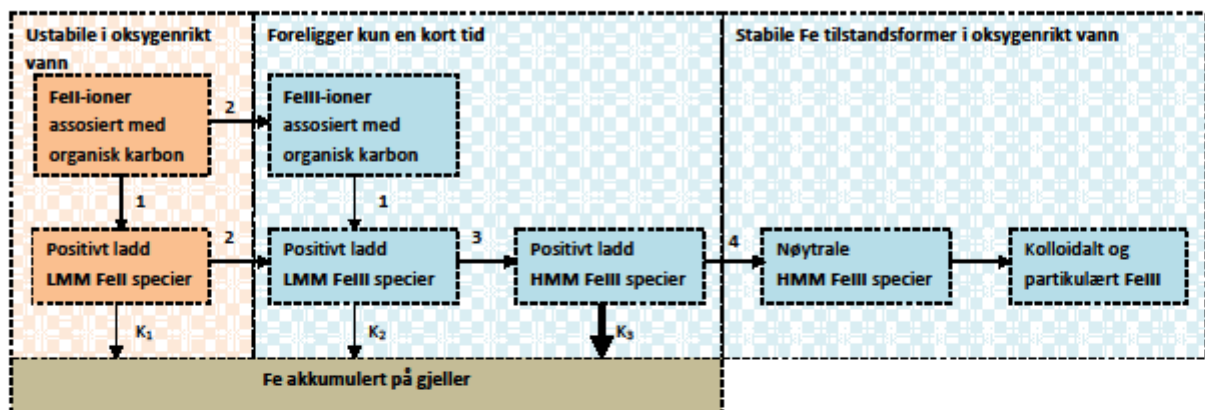 Ustabile i oksygenrikt
vann
Foreligger kun en kort tid
Stabile Fe tilstandsformer i oksygenrikt vann
FeII-ioner
assosiert med
organisk karbon
2
FeIII-ioner
assosiert med
organisk karbon
1
1
Positivt ladd
LMM FeII specier
2
Positivt ladd
LMM FeIII specier
3
Positivt ladd
HMM FeIII specier
4
Nøytrale
HMM FeIII specier
Kolloidalt og
partikulært FeIII
K₁
K₂
K₃
Fe akkumulert på gjeller